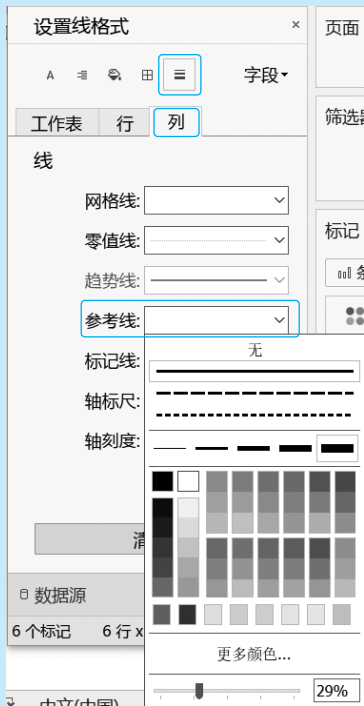 设置线格式 ×
页面
A 字段
筛选
工作表 行 列
线
网格线:
零值线:
标记
趋势线:
参考线:
无
标记线:
轴标尺:
轴刻度:
更多颜色...
数据源
6 个标记 6 行 x
29%
中文(中国)